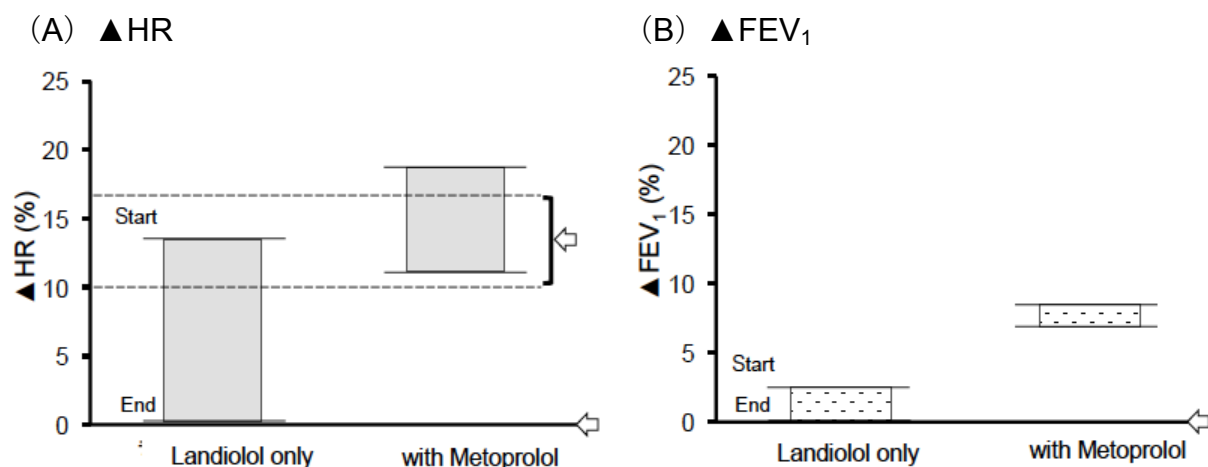 （A） ▲HR
25
20
15
10
5
0
▲HR (%)
Start
End
Landiolol only
with Metoprolol
（B） ▲FEV₁
25
20
15
10
5
0
▲FEV₁ (%)
Start
End
Landiolol only
with Metoprolol